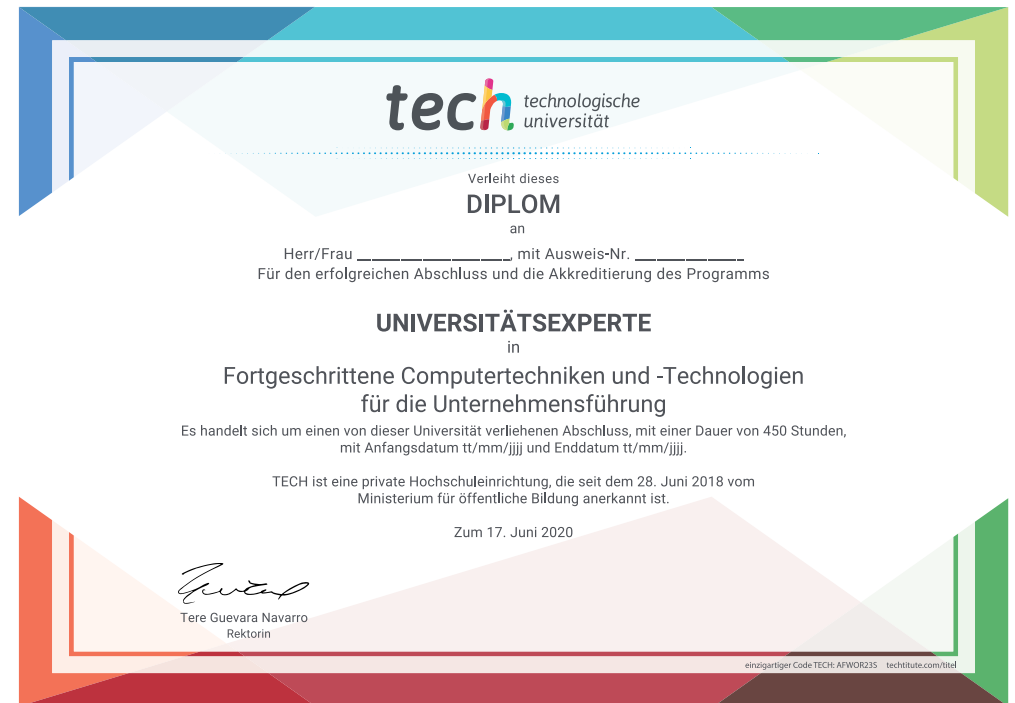 tech technologische
universität
Verleiht dieses
DIPLOM
an
Herr/Frau ____________________, mit Ausweis-Nr. ______________
Für den erfolgreichen Abschluss und die Akkreditierung des Programms
UNIVERSITÄTSEXPERTE
in
Fortgeschrittene Computertechniken und -Technologien
für die Unternehmensführung
Es handelt sich um einen von dieser Universität verliehenen Abschluss, mit einer Dauer von 450 Stunden,
mit Anfangsdatum tt/mm/jjjj und Enddatum tt/mm/jjjj.
TECH ist eine private Hochschuleinrichtung, die seit dem 28. Juni 2018 vom
Ministerium für öffentliche Bildung anerkannt ist.
Zum 17. Juni 2020
Tere Guevara Navarro
Rektorin
einzigartiger Code TECH: AFWOR23S techtitute.com/titel